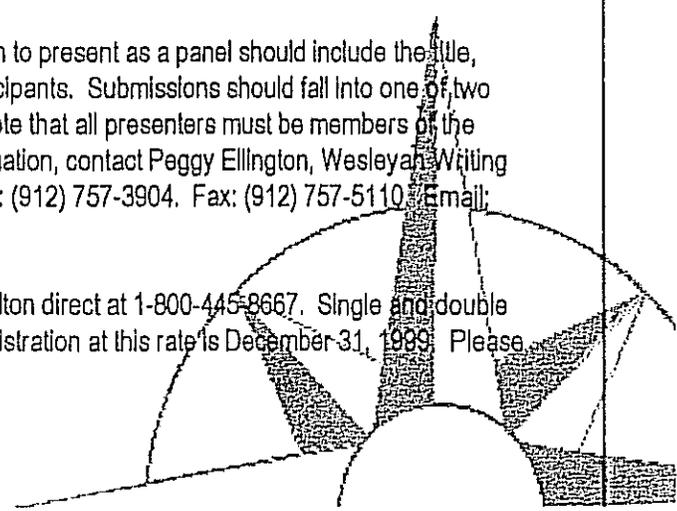 n to present as a panel should include the title,
cipants. Submissions should fall into one of two
ote that all presenters must be members of the
ation, contact Peggy Ellington, Wesleyan Writing
: (912) 757-3904. Fax: (912) 757-5110. Email:
lton direct at 1-800-445-8667. Single and double
istration at this rate is December 31, 1999. Please